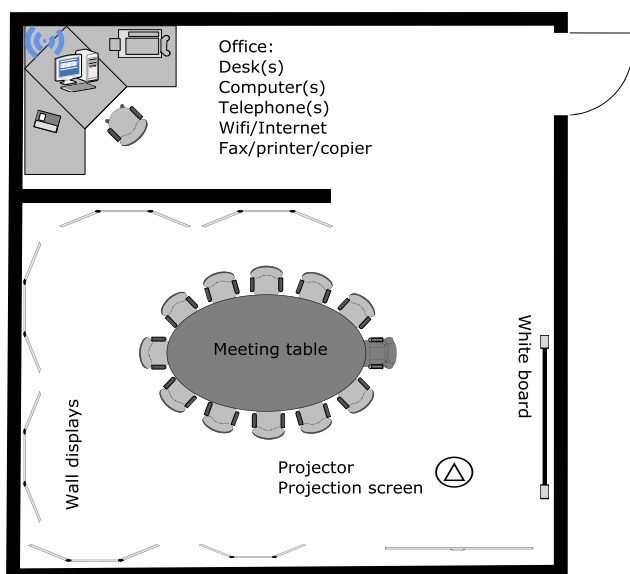 Office:
Desk(s)
Computer(s)
Telephone(s)
Wifi/Internet
Fax/printer/copier
Meeting table
White board
Wall displays
Projector
Projection screen